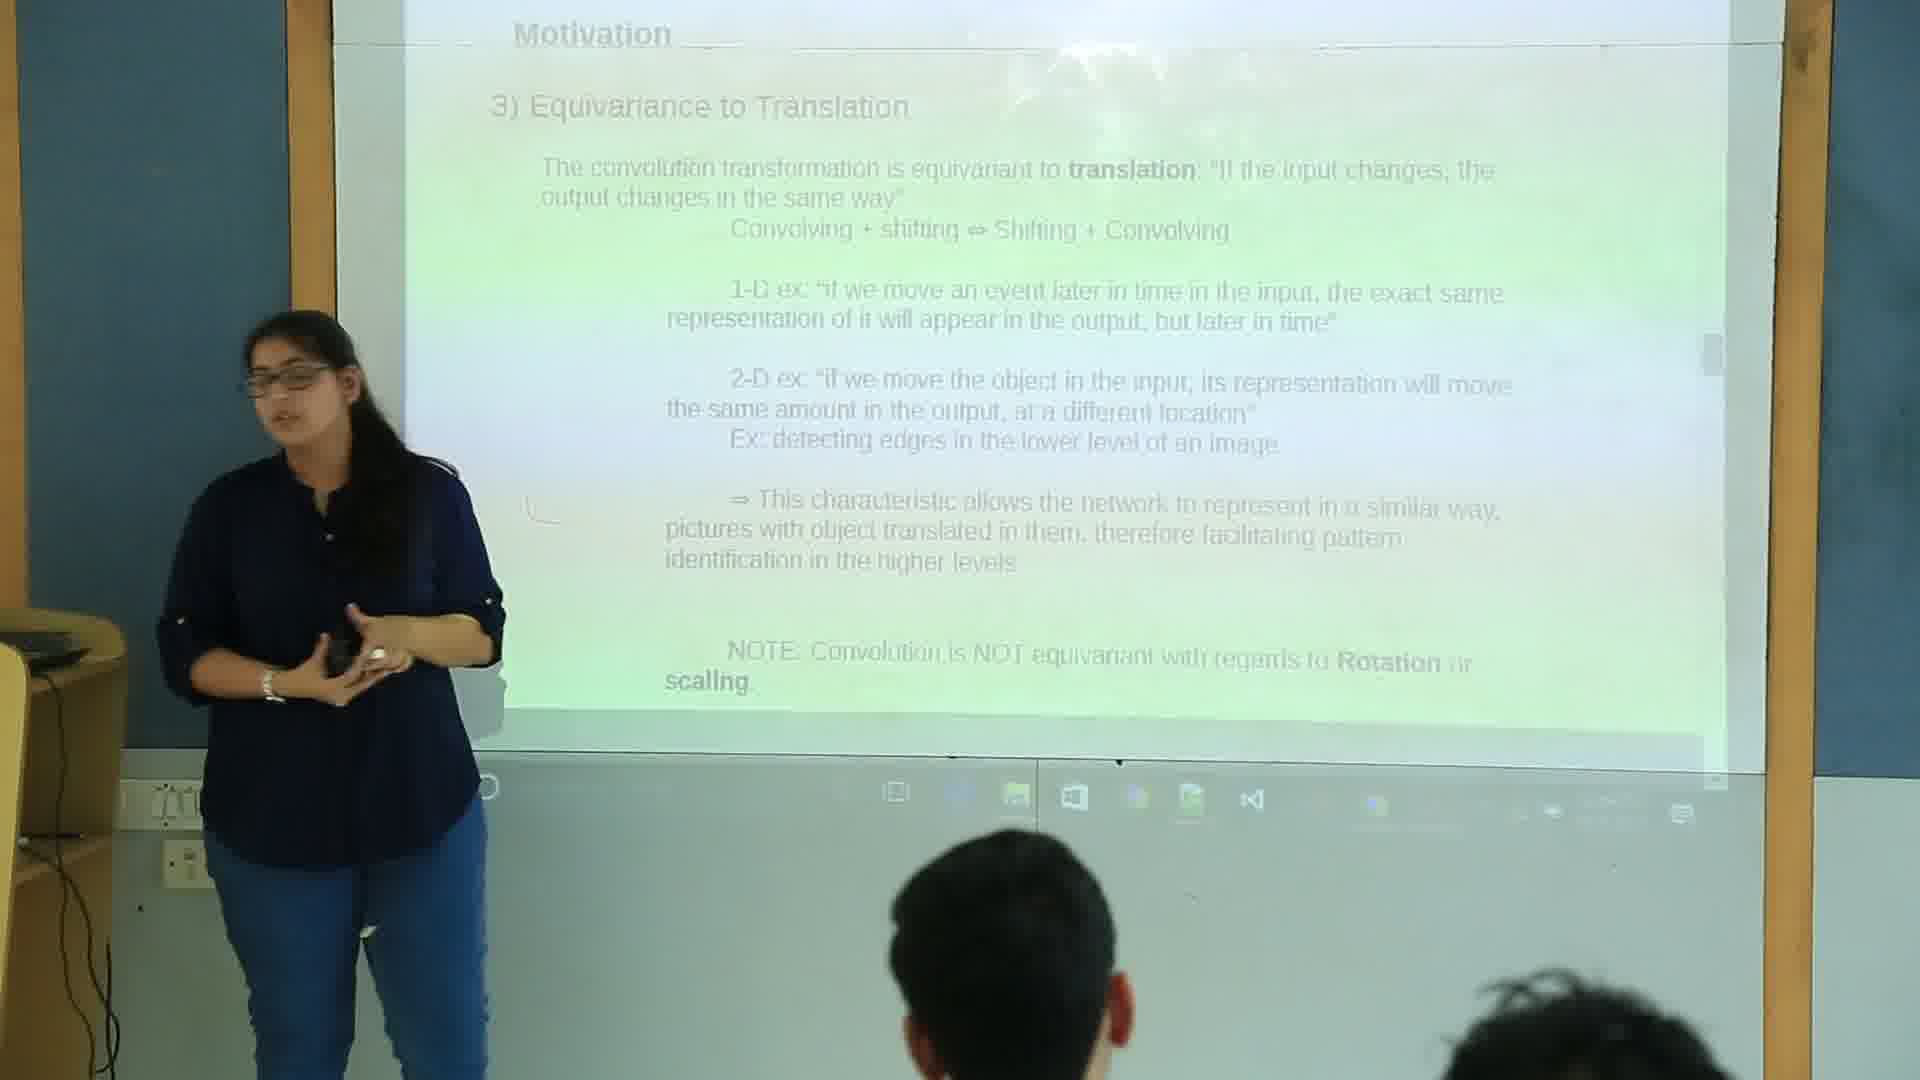 Motivation
3) Equivariance to Translation
The convolution transformation is equivariant to translation: "If the input changes, the
output changes in the same way"
Convolving + shifting ⇔ Shifting + Convolving
1-D ex: "if we move an event later in time in the input, the exact same
representation of it will appear in the output, but later in time"
2-D ex: "if we move the object in the input, its representation will move
the same amount in the output, at a different location"
Ex: detecting edges in the lower level of an image
⇒ This characteristic allows the network to represent in a similar way,
pictures with object translated in them, therefore facilitating pattern
identification in the higher levels
NOTE: Convolution is NOT equivariant with regards to Rotation or
scaling.